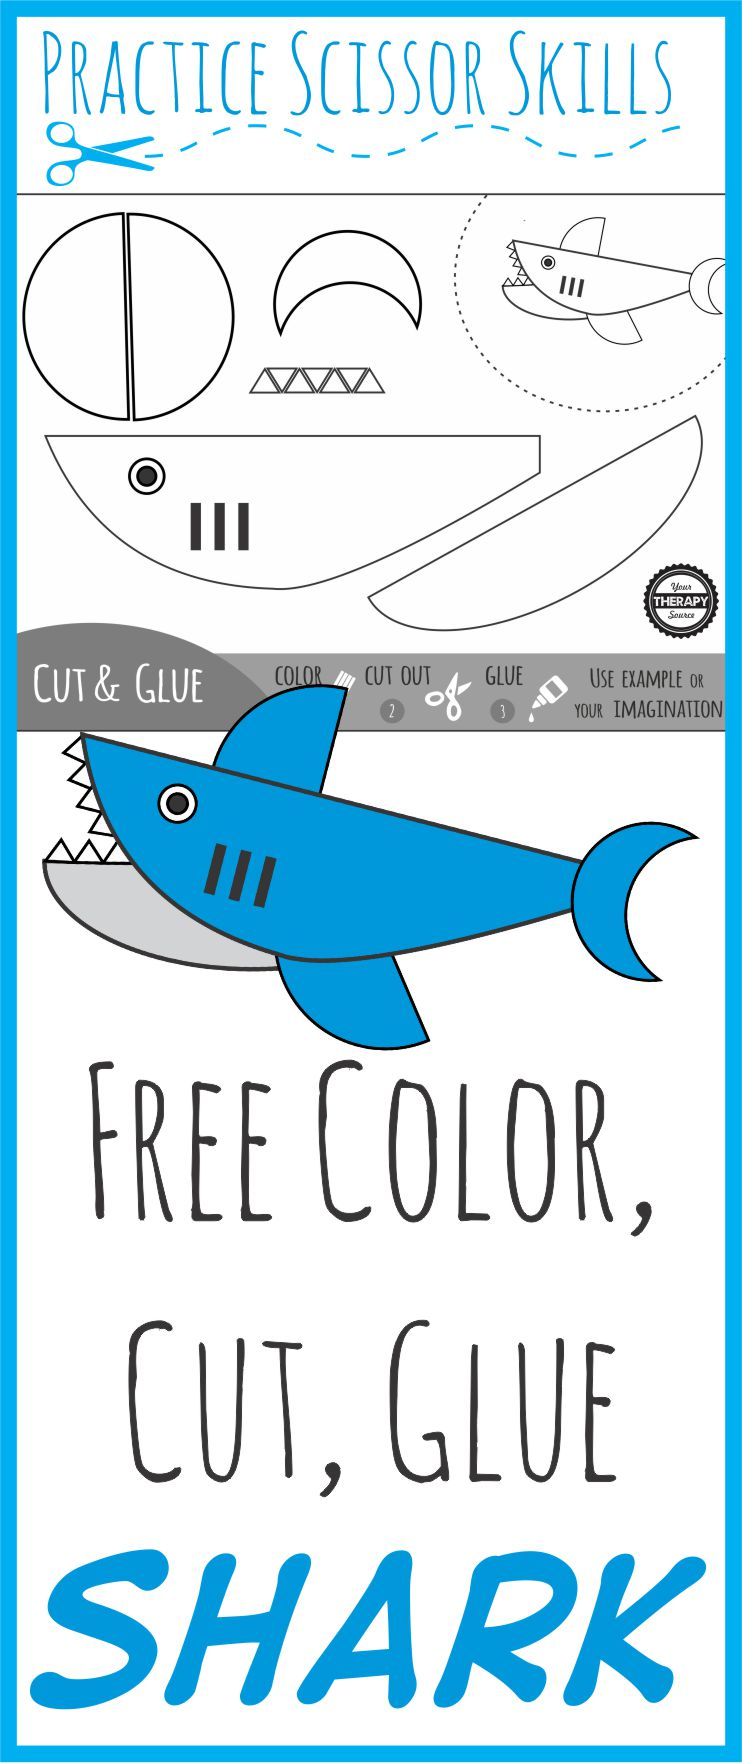 PRACTICE SCISSOR SKILLS
Your
THERAPY
Source
CUT & GLUE
COLOR
CUT OUT
GLUE
2
3
USE EXAMPLE OR
YOUR IMAGINATION
FREE COLOR,
CUT, GLUE
SHARK